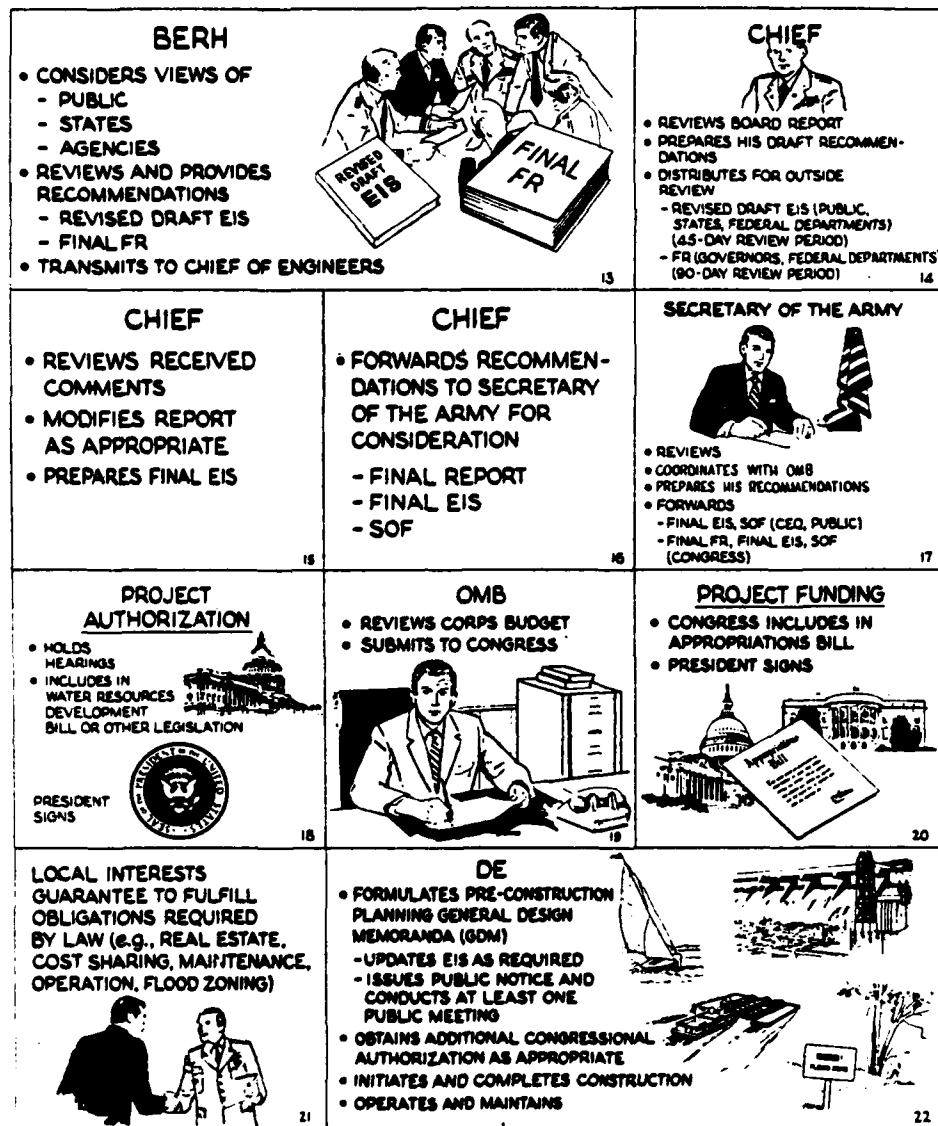 BERH
• CONSIDERS VIEWS OF
- PUBLIC
- STATES
- AGENCIES
• REVIEWS AND PROVIDES
RECOMMENDATIONS
- REVISED DRAFT EIS
- FINAL FR
• TRANSMITS TO CHIEF OF ENGINEERS
REVISED
DRAFT
EIS
FINAL
FR
13
CHIEF
• REVIEWS BOARD REPORT
• PREPARES HIS DRAFT RECOMMEN-
DATIONS
• DISTRIBUTES FOR OUTSIDE
REVIEW
- REVISED DRAFT EIS (PUBLIC,
STATES, FEDERAL DEPARTMENTS)
(45-DAY REVIEW PERIOD)
- FR (GOVERNORS, FEDERAL DEPARTMENTS)
(90-DAY REVIEW PERIOD)
14
CHIEF
• REVIEWS RECEIVED
COMMENTS
• MODIFIES REPORT
AS APPROPRIATE
• PREPARES FINAL EIS
15
CHIEF
• FORWARDS RECOMMEN-
DATIONS TO SECRETARY
OF THE ARMY FOR
CONSIDERATION
- FINAL REPORT
- FINAL EIS
- SOF
16
SECRETARY OF THE ARMY
• REVIEWS
• COORDINATES WITH OMB
• PREPARES HIS RECOMMENDATIONS
• FORWARDS
- FINAL EIS, SOF (CEQ, PUBLIC)
- FINAL FR, FINAL EIS, SOF
(CONGRESS)
17
PROJECT
AUTHORIZATION
• HOLDS
HEARINGS
• INCLUDES IN
WATER RESOURCES
DEVELOPMENT
BILL OR OTHER LEGISLATION
SEAL OF THE PRESIDENT OF THE UNITED STATES
PRESIDENT
SIGNS
18
OMB
• REVIEWS CORPS BUDGET
• SUBMITS TO CONGRESS
19
PROJECT FUNDING
• CONGRESS INCLUDES IN
APPROPRIATIONS BILL
• PRESIDENT SIGNS
Appropriations
Bill
20
LOCAL INTERESTS
GUARANTEE TO FULFILL
OBLIGATIONS REQUIRED
BY LAW (e.g., REAL ESTATE,
COST SHARING, MAINTENANCE,
OPERATION, FLOOD ZONING)
21
DE
• FORMULATES PRE-CONSTRUCTION
PLANNING GENERAL DESIGN
MEMORANDA (GDM)
- UPDATES EIS AS REQUIRED
- ISSUES PUBLIC NOTICE AND
CONDUCTS AT LEAST ONE
PUBLIC MEETING
• OBTAINS ADDITIONAL CONGRESSIONAL
AUTHORIZATION AS APPROPRIATE
• INITIATES AND COMPLETES CONSTRUCTION
• OPERATES AND MAINTAINS
22